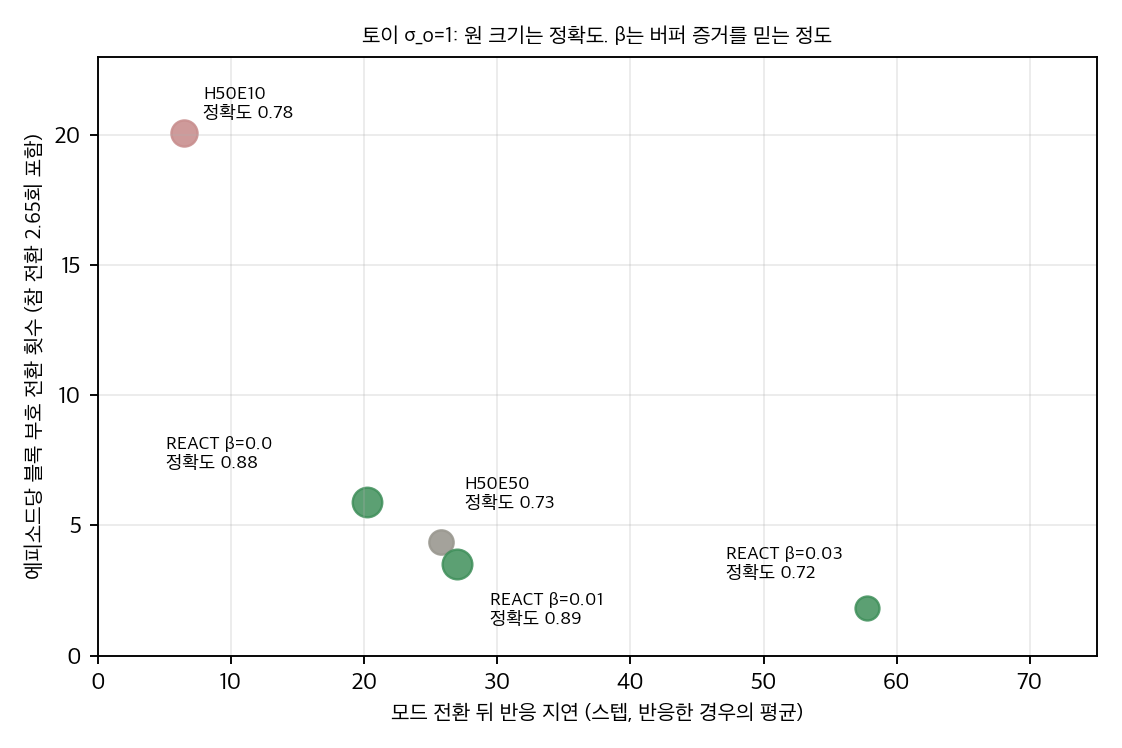 토이 σ_o=1: 원 크기는 정확도. β는 버퍼 증거를 믿는 정도
에피소드당 블록 부호 전환 횟수 (참 전환 2.65회 포함)
20
15
10
5
0
H50E10
정확도 0.78
REACT β=0.0
정확도 0.88
H50E50
정확도 0.73
REACT β=0.01
정확도 0.89
REACT β=0.03
정확도 0.72
0 10 20 30 40 50 60 70
모드 전환 뒤 반응 지연 (스텝, 반응한 경우의 평균)